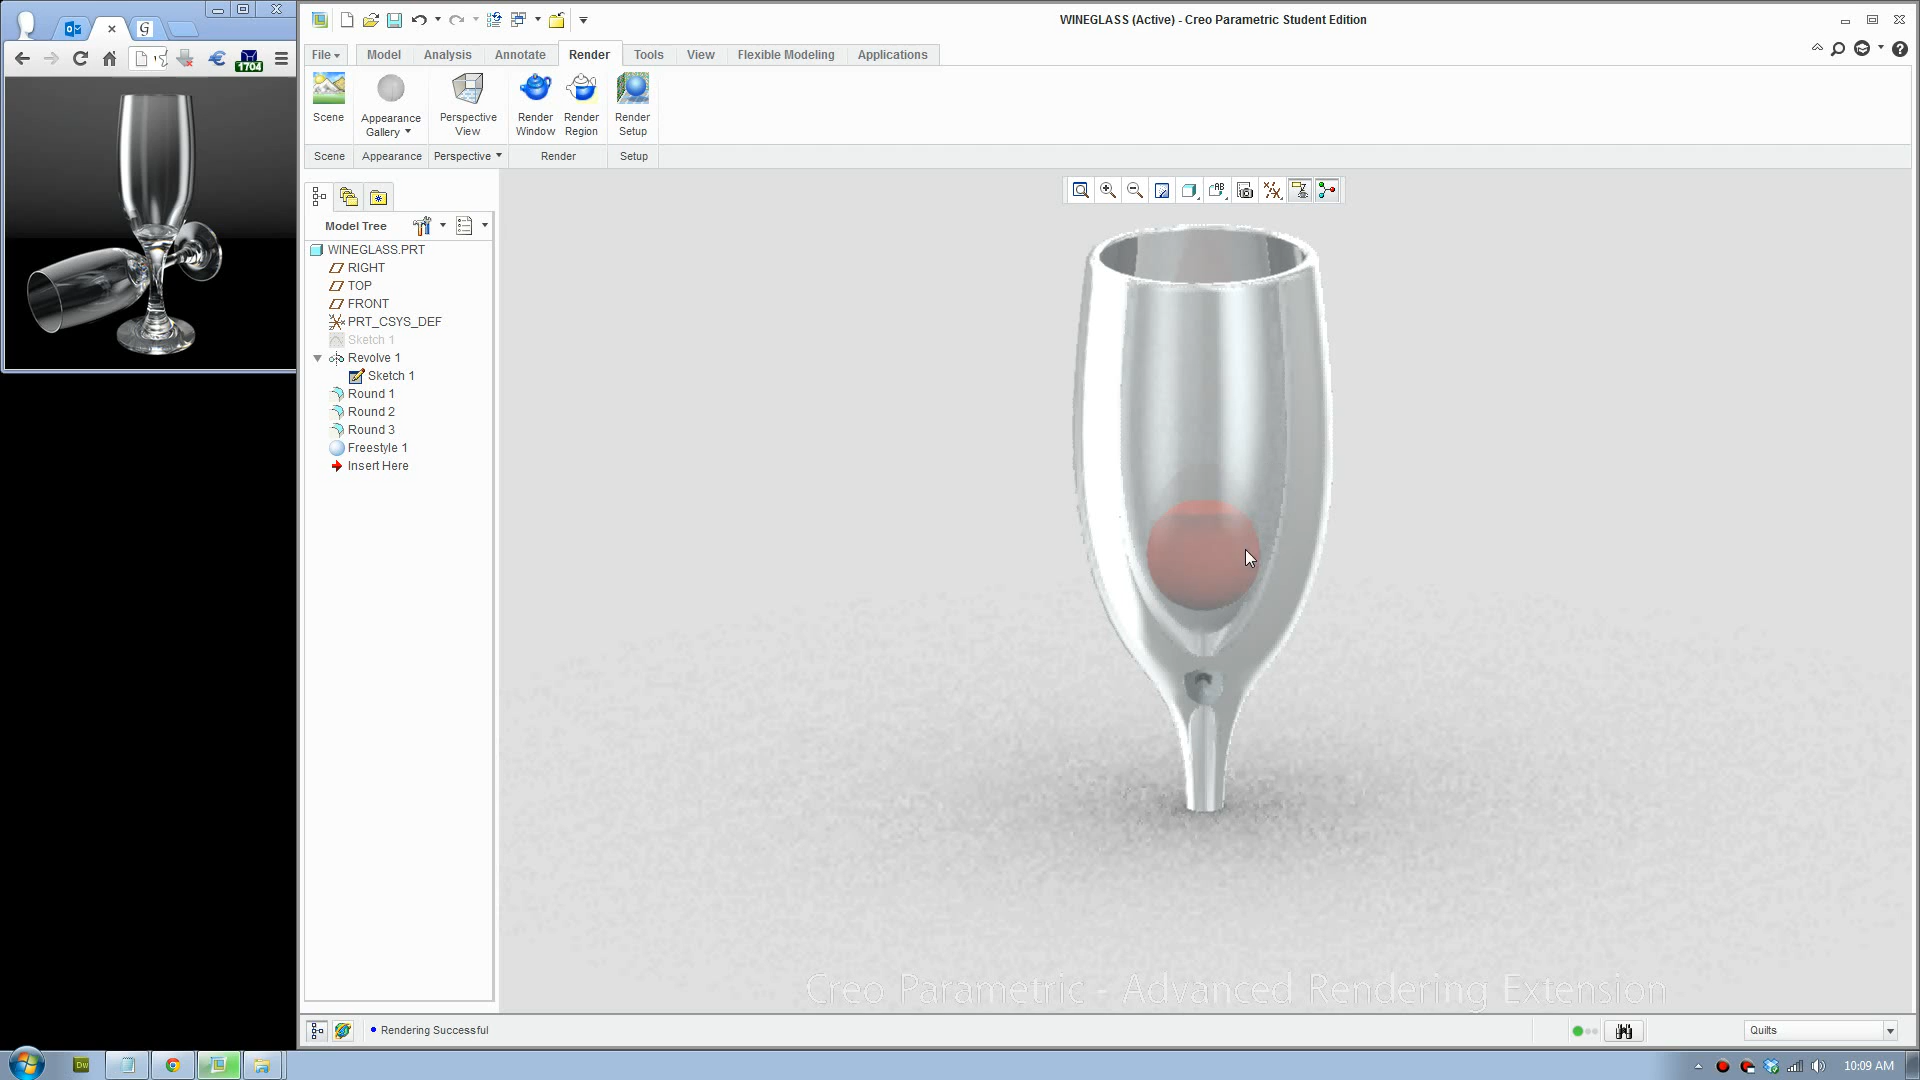 WINEGLASS (Active) - Creo Parametric Student Edition
G
1704
File
Model
Analysis
Annotate
Render
Tools
View
Flexible Modeling
Applications
Scene
Appearance
Gallery
Perspective
View
Render
Window
Render
Region
Render
Setup
Scene
Appearance
Perspective
Render
Setup
Model Tree
WINEGLASS.PRT
RIGHT
TOP
FRONT
PRT_CSYS_DEF
Sketch 1
Revolve 1
Sketch 1
Round 1
Round 2
Round 3
Freestyle 1
Insert Here
Creo Parametric - Advanced Rendering Extension
Rendering Successful
Quilts
Dw
10:09 AM